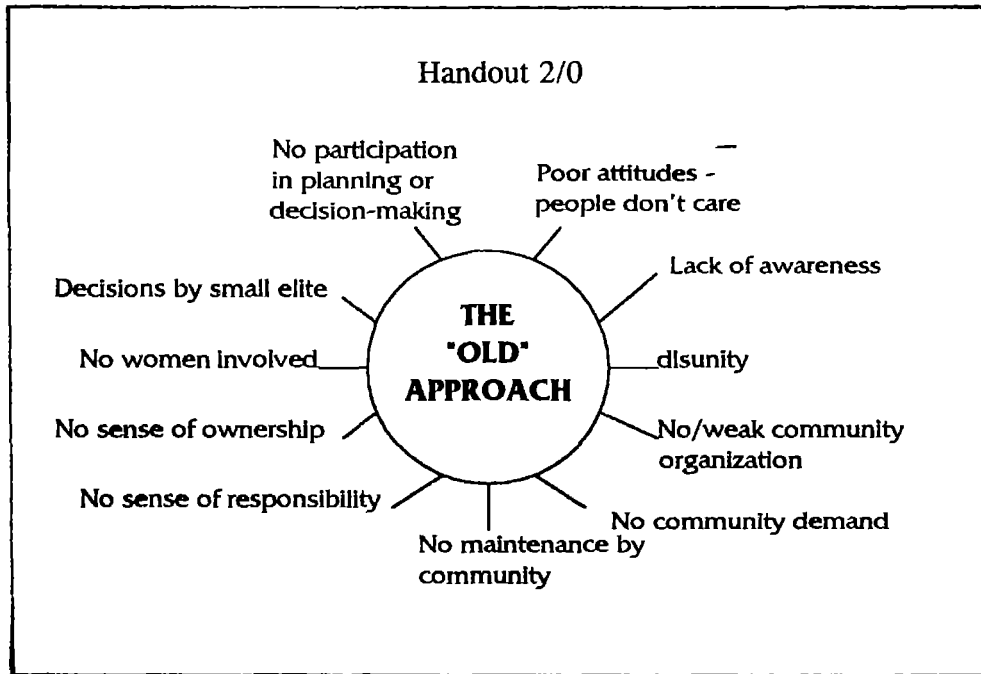 Handout 2/0
No participation
in planning or
decision-making
Poor attitudes -
people don't care
Lack of awareness
Decisions by small elite
THE
"OLD"
APPROACH
No women involved
disunity
No sense of ownership
No/weak community
organization
No sense of responsibility
No community demand
No maintenance by
community